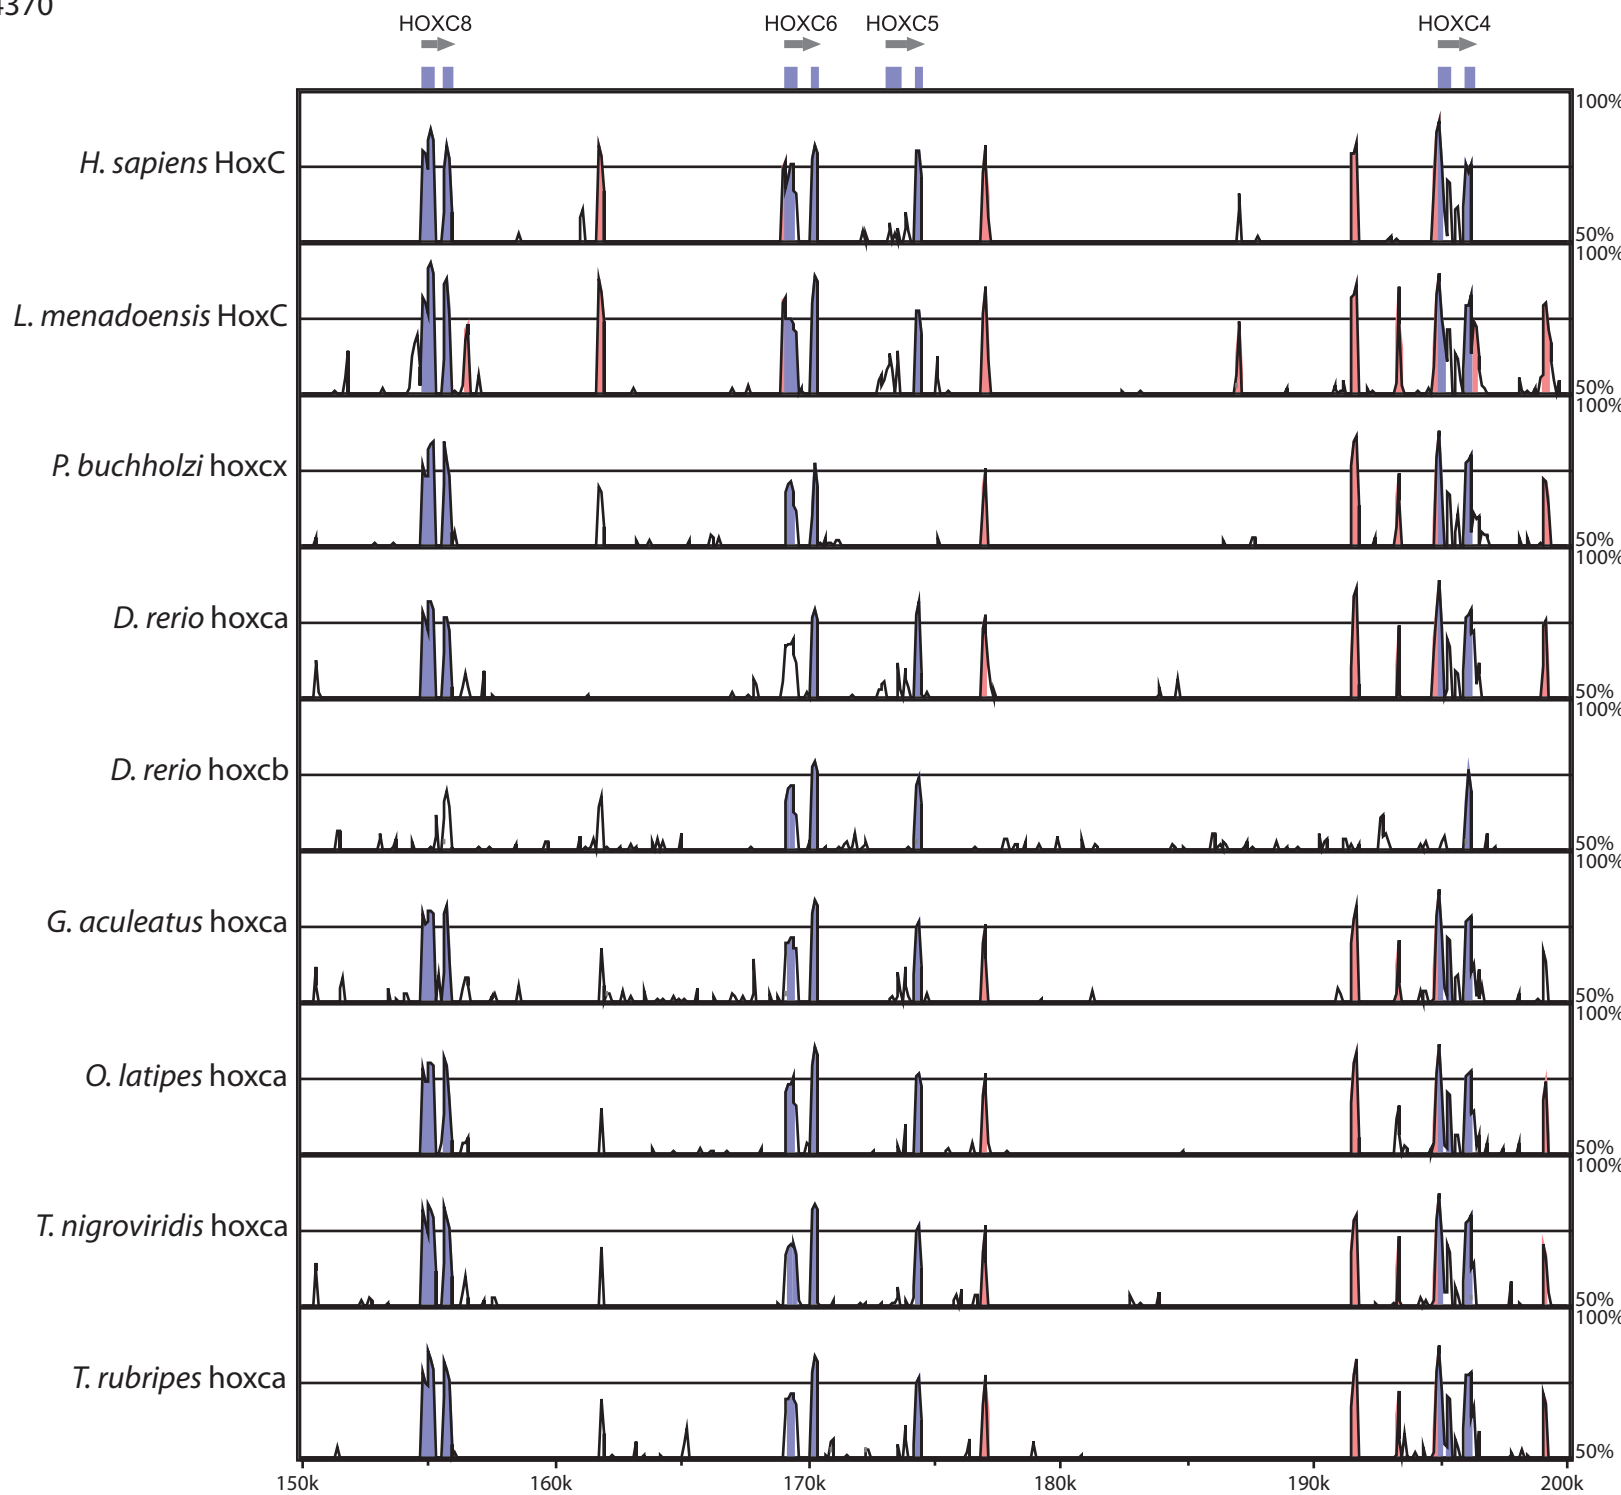 4370
HOXC8 HOXC6 HOXC5 HOXC4
100%
H. sapiens HoxC
50%
100%
L. menadoensis HoxC
50%
100%
P. buchholzi hoxcx
50%
100%
D. rerio hoxca
50%
100%
D. rerio hoxcb
50%
100%
G. aculeatus hoxca
50%
100%
O. latipes hoxca
50%
100%
T. nigroviridis hoxca
50%
100%
T. rubripes hoxca
50%
150k 160k 170k 180k 190k 200k